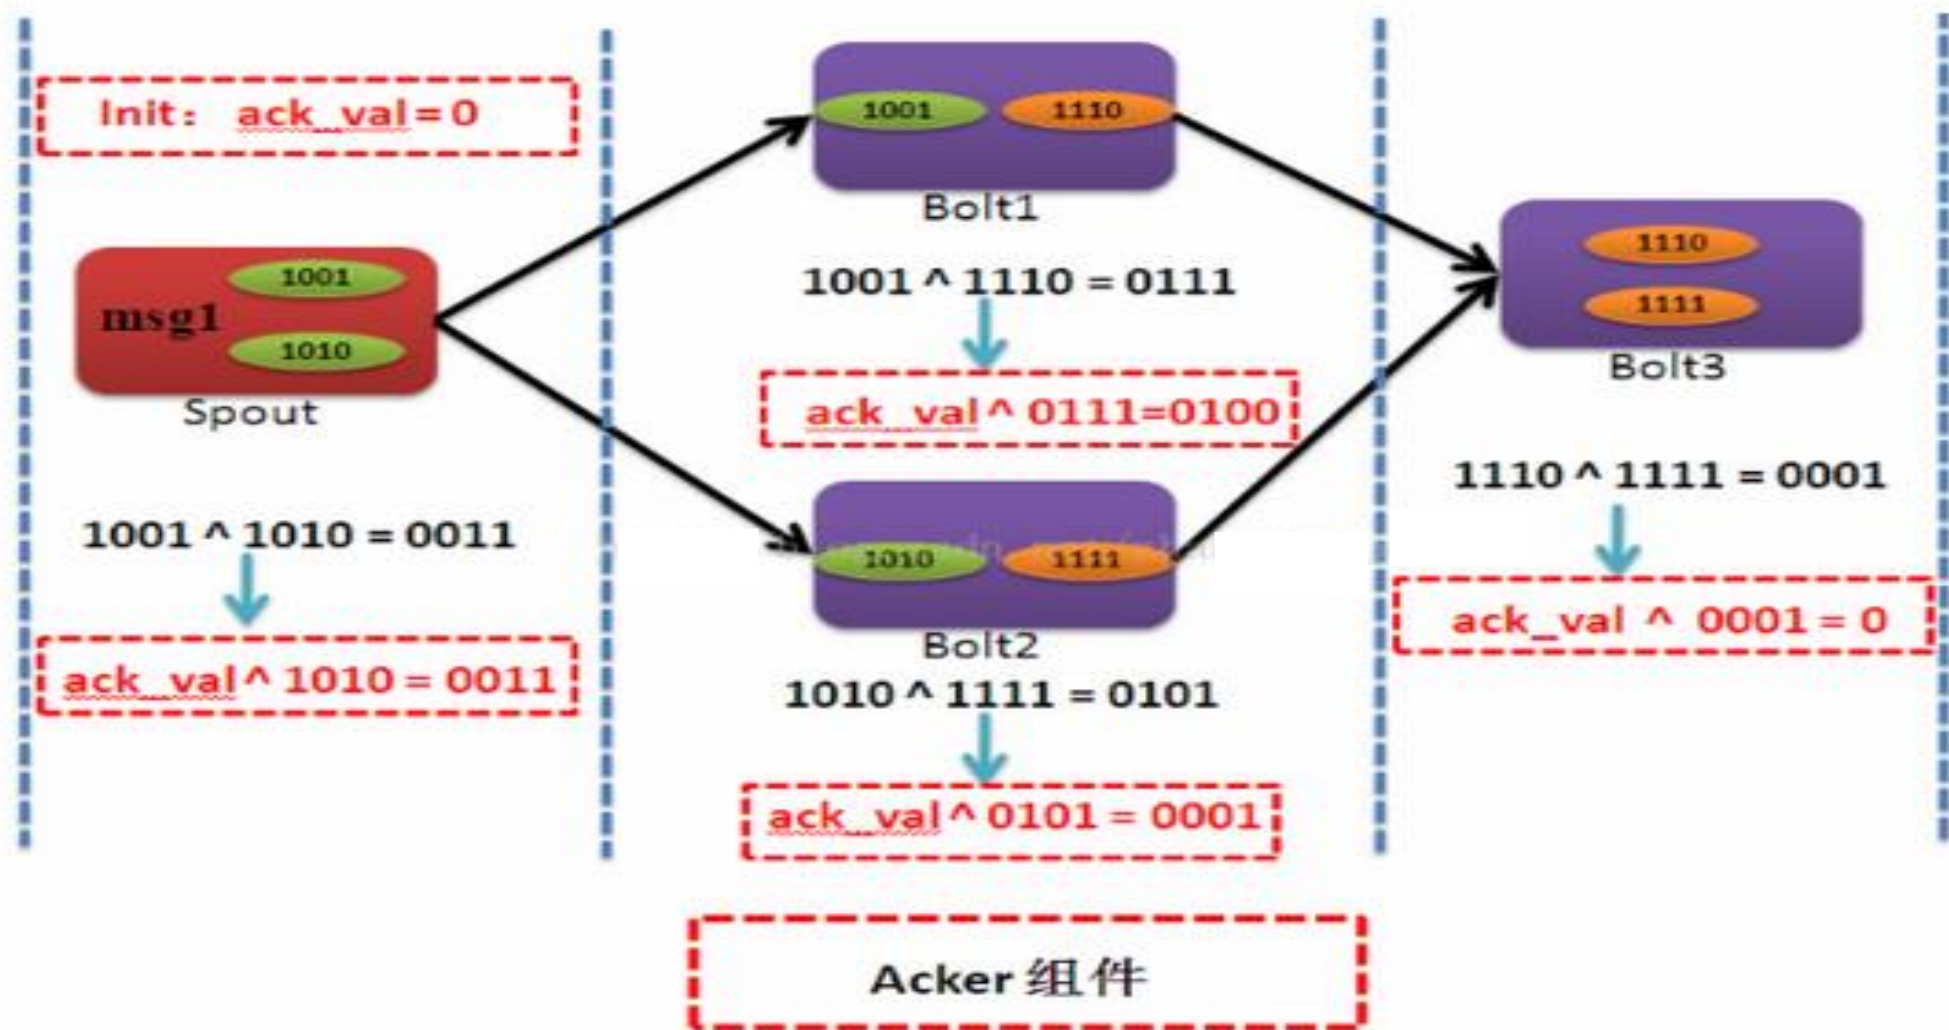 Init： ack_val = 0
msg1
1001
1010
Spout
1001 ^ 1010 = 0011
ack_val ^ 1010 = 0011
1001
1110
Bolt1
1001 ^ 1110 = 0111
ack_val ^ 0111=0100
1010
1111
Bolt2
1010 ^ 1111 = 0101
ack_val ^ 0101 = 0001
1110
1111
Bolt3
1110 ^ 1111 = 0001
ack_val ^ 0001 = 0
Acker 组件